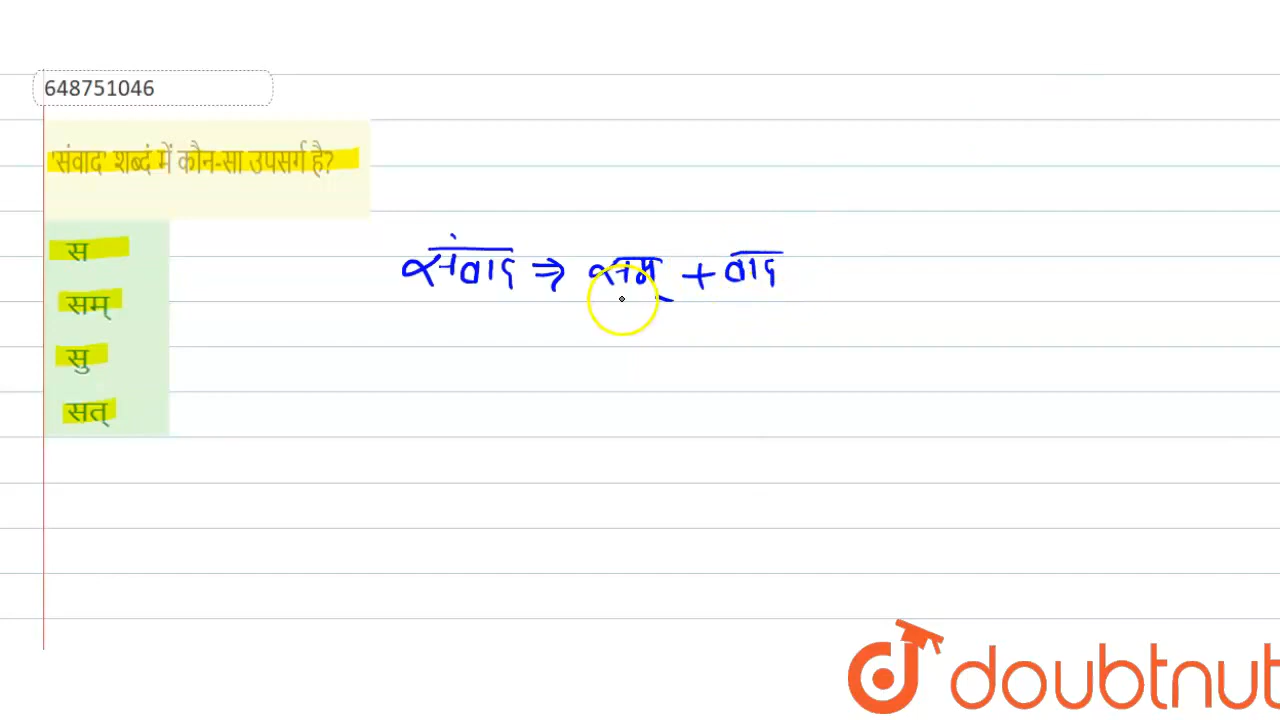 648751046
'संवाद' शब्दं में कौन-सा उपसर्ग है?
स
सम्
सु
सत्
संवाद ⇒ सम् + वाद
doubtnut